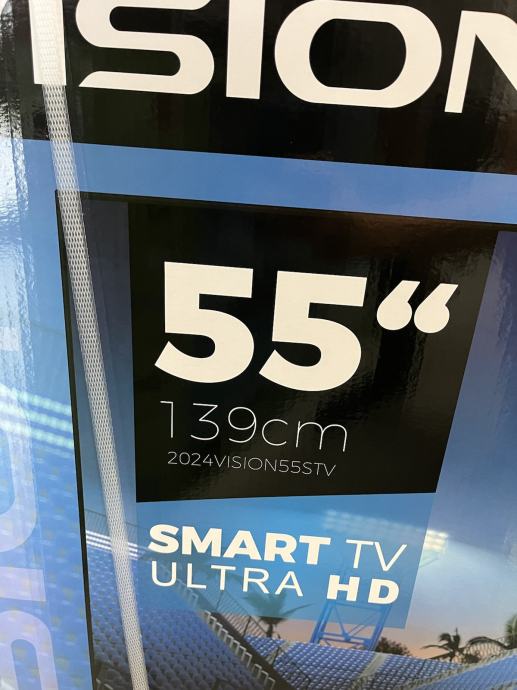 ISION
55“
139cm
2024VISION55STV
SMART TV
ULTRA HD